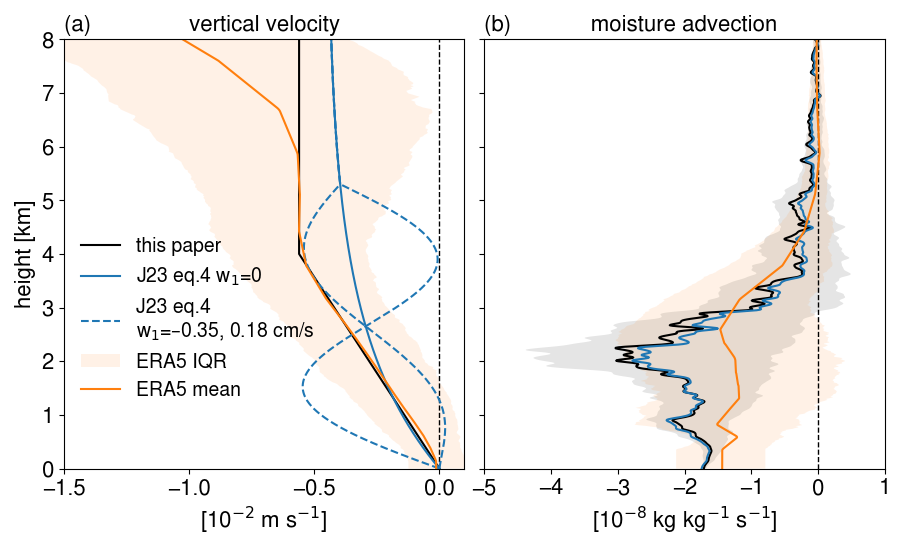 (a) vertical velocity
(b) moisture advection
8
7
6
5
4
3
2
1
0
height [km]
this paper
J23 eq.4 w₁=0
J23 eq.4
w₁=−0.35, 0.18 cm/s
ERA5 IQR
ERA5 mean
−1.5 −1.0 −0.5 0.0
−5 −4 −3 −2 −1 0 1
[10⁻² m s⁻¹]
[10⁻⁸ kg kg⁻¹ s⁻¹]